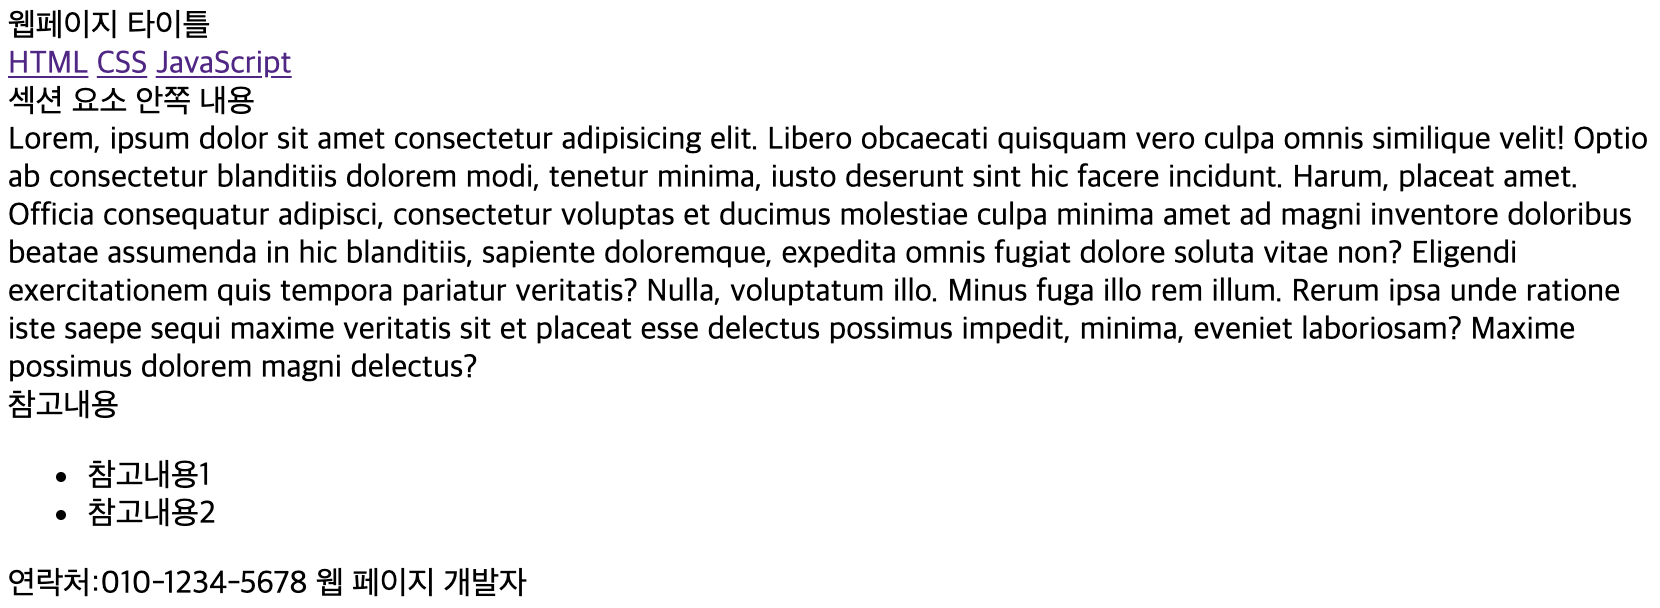 웹페이지 타이틀
HTML CSS JavaScript
섹션 요소 안쪽 내용
Lorem, ipsum dolor sit amet consectetur adipisicing elit. Libero obcaecati quisquam vero culpa omnis similique velit! Optio
ab consectetur blanditiis dolorem modi, tenetur minima, iusto deserunt sint hic facere incidunt. Harum, placeat amet.
Officia consequatur adipisci, consectetur voluptas et ducimus molestiae culpa minima amet ad magni inventore doloribus
beatae assumenda in hic blanditiis, sapiente doloremque, expedita omnis fugiat dolore soluta vitae non? Eligendi
exercitationem quis tempora pariatur veritatis? Nulla, voluptatum illo. Minus fuga illo rem illum. Rerum ipsa unde ratione
iste saepe sequi maxime veritatis sit et placeat esse delectus possimus impedit, minima, eveniet laboriosam? Maxime
possimus dolorem magni delectus?
참고내용
• 참고내용1
• 참고내용2
연락처:010-1234-5678 웹 페이지 개발자